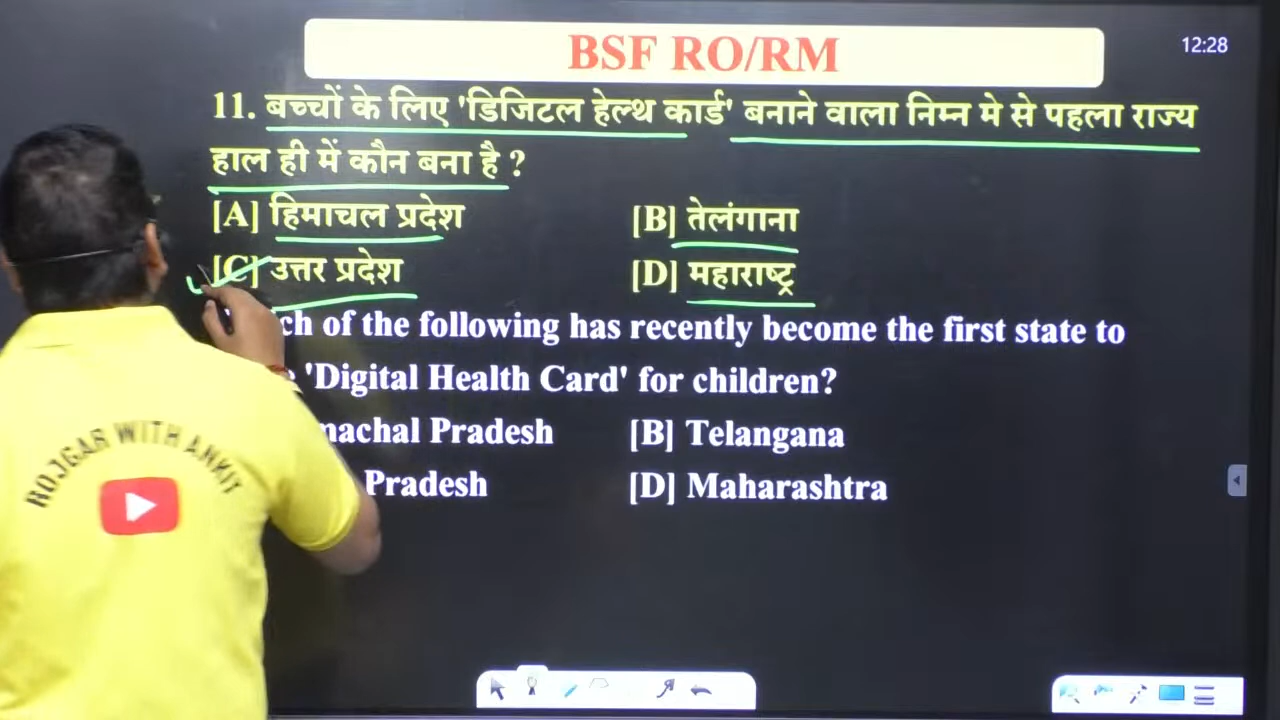 BSF RO/RM
12:28
11. बच्चों के लिए 'डिजिटल हेल्थ कार्ड' बनाने वाला निम्न मे से पहला राज्य
हाल ही में कौन बना है ?
[A] हिमाचल प्रदेश [B] तेलंगाना
[C] उत्तर प्रदेश [D] महाराष्ट्र
of the following has recently become the first state to
'Digital Health Card' for children?
Pradesh [B] Telangana
Pradesh [D] Maharashtra
ROJGAR WITH ANKIT